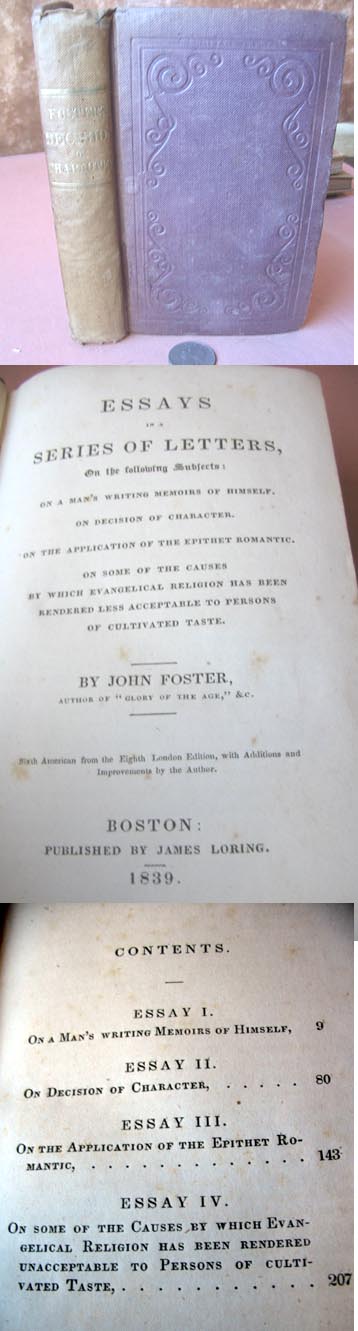 ESSAYS
IN A
SERIES OF LETTERS,
On the following Subjects:
ON A MAN'S WRITING MEMOIRS OF HIMSELF.
ON DECISION OF CHARACTER.
ON THE APPLICATION OF THE EPITHET ROMANTIC.
ON SOME OF THE CAUSES
BY WHICH EVANGELICAL RELIGION HAS BEEN
RENDERED LESS ACCEPTABLE TO PERSONS
OF CULTIVATED TASTE.
BY JOHN FOSTER,
AUTHOR OF "GLORY OF THE AGE," &c.
Sixth American from the Eighth London Edition, with Additions and
Improvements by the Author.
BOSTON:
PUBLISHED BY JAMES LORING.
1839.
CONTENTS.
ESSAY I.
ON A MAN'S WRITING MEMOIRS OF HIMSELF, 9
ESSAY II.
ON DECISION OF CHARACTER, . . . . . 80
ESSAY III.
ON THE APPLICATION OF THE EPITHET RO-
MANTIC, . . . . . . . . . . . . . 143
ESSAY IV.
ON SOME OF THE CAUSES BY WHICH EVAN-
GELICAL RELIGION HAS BEEN RENDERED
UNACCEPTABLE TO PERSONS OF CULTI-
VATED TASTE, . . . . . . . . . . . 207